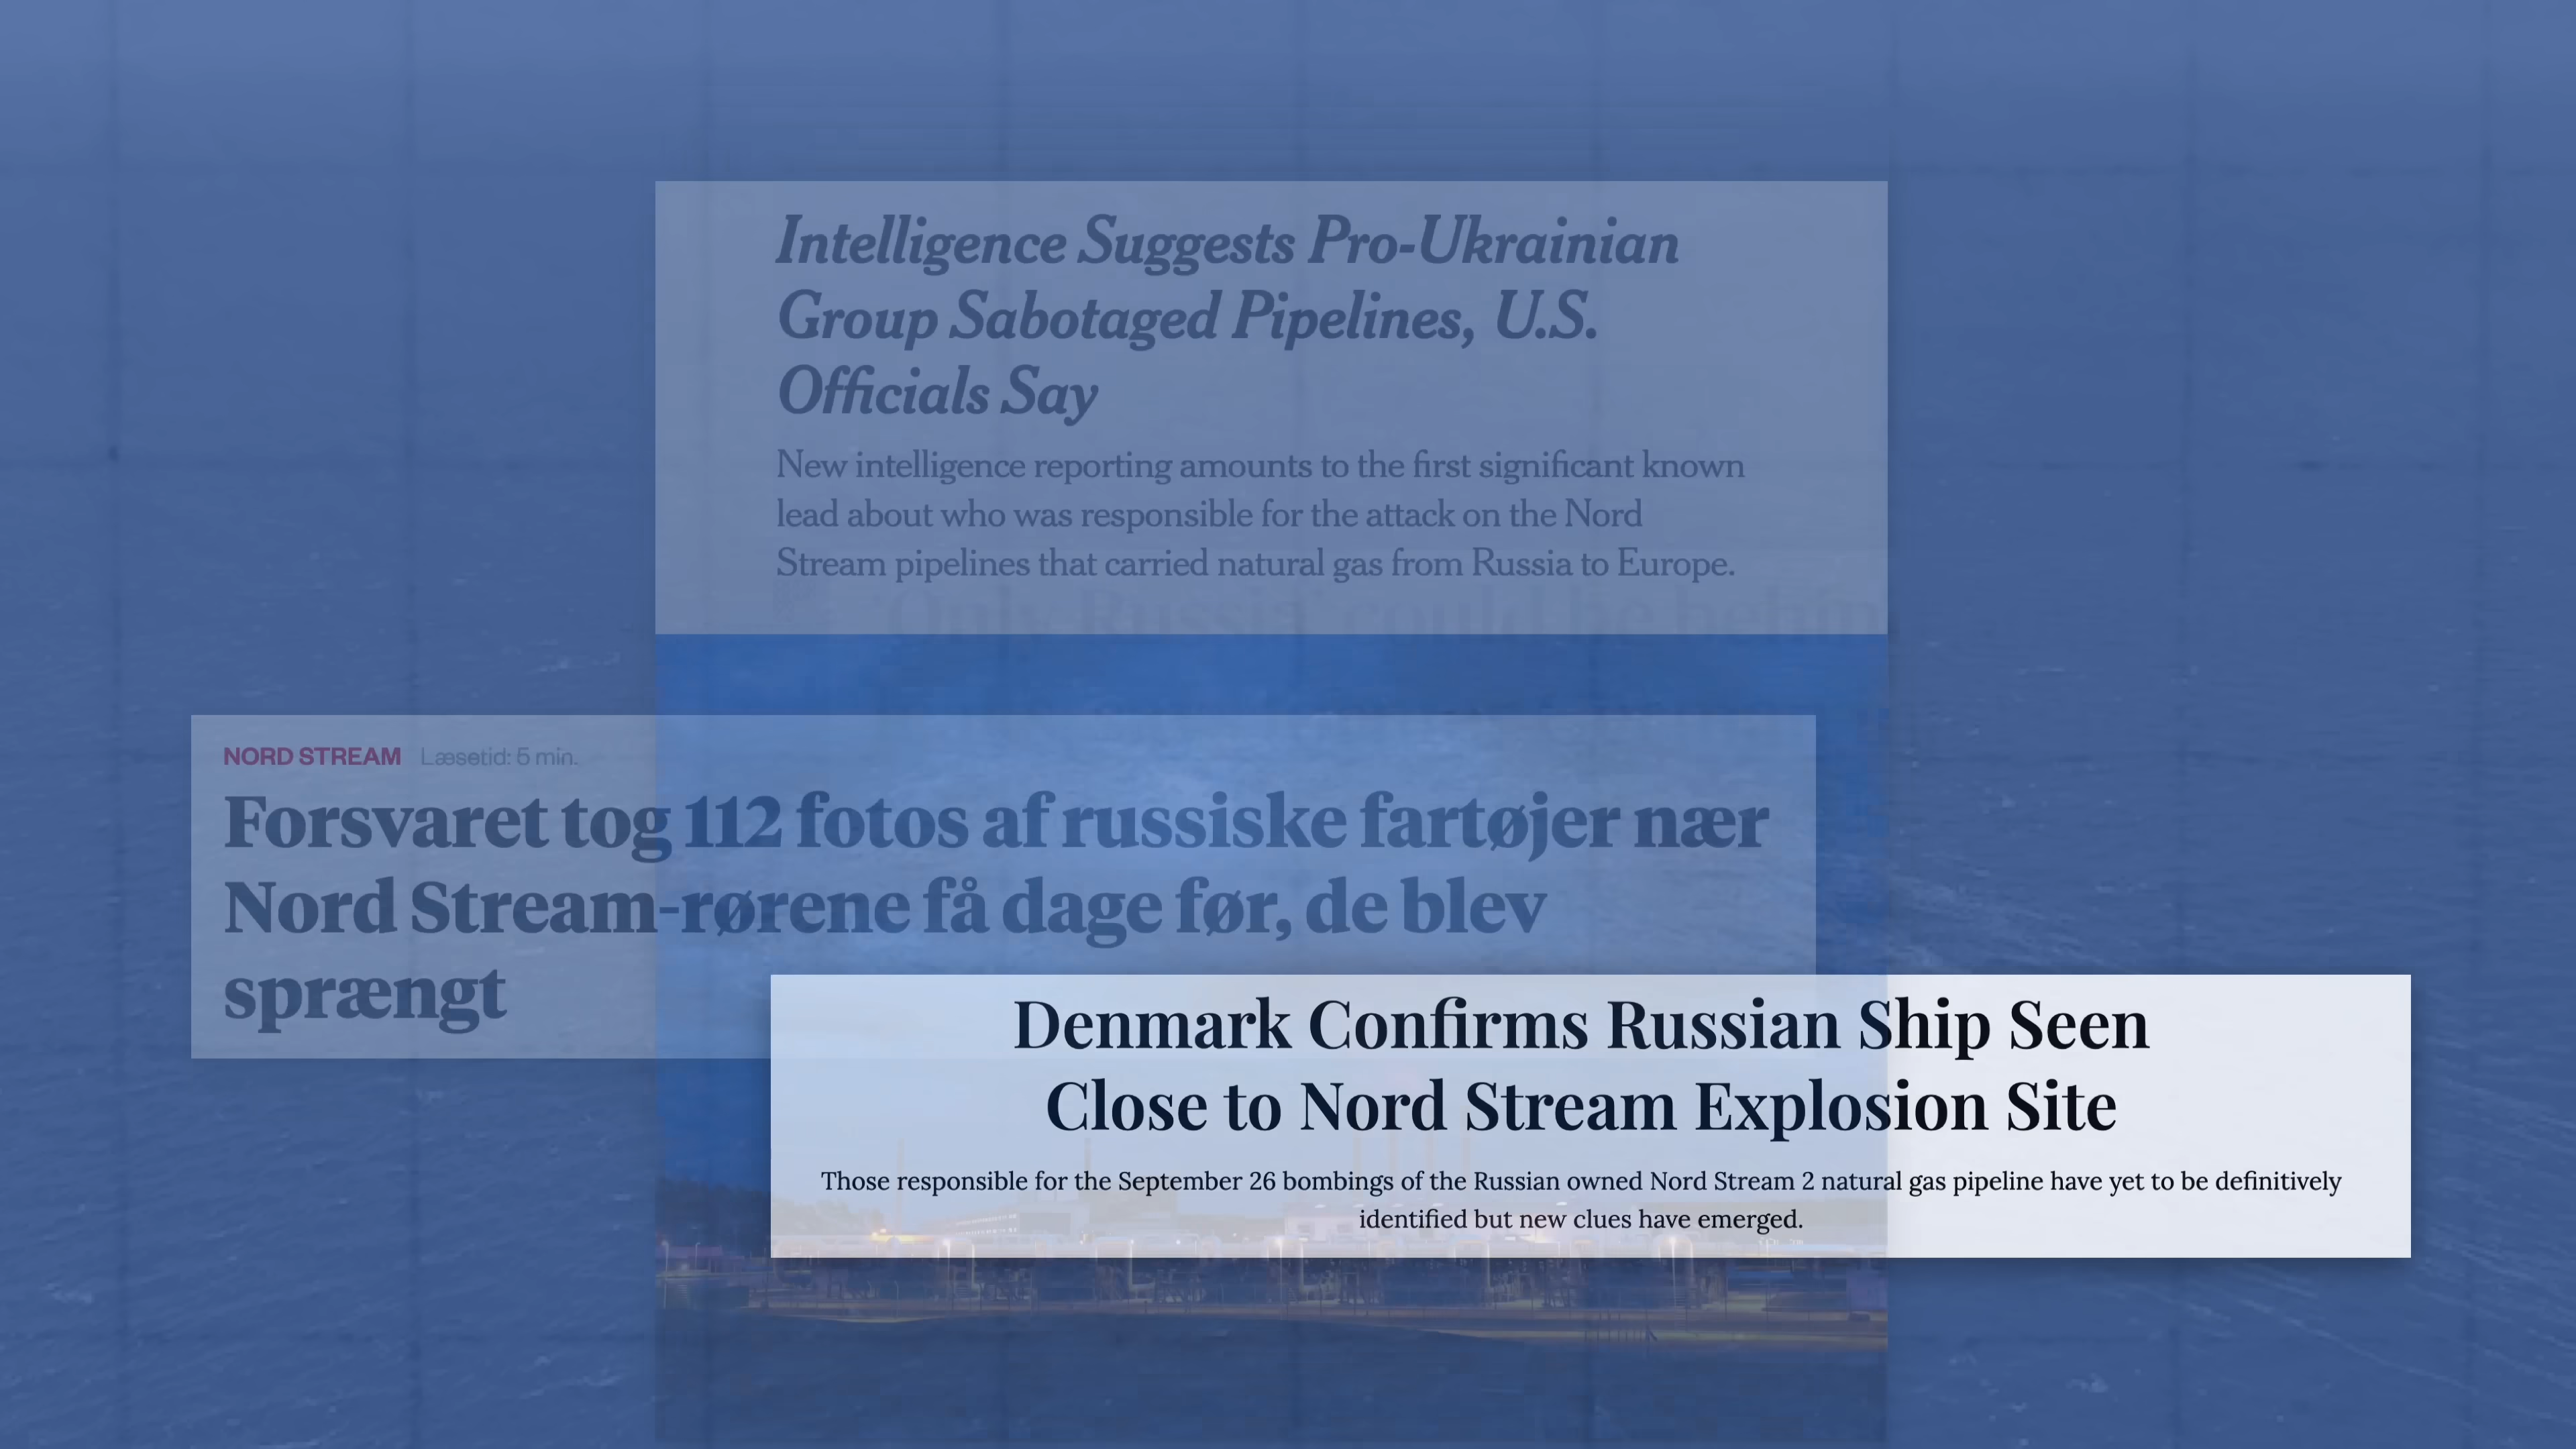 Intelligence Suggests Pro-Ukrainian
Group Sabotaged Pipelines, U.S.
Officials Say
New intelligence reporting amounts to the first significant known
lead about who was responsible for the attack on the Nord
Stream pipelines that carried natural gas from Russia to Europe.
'Only Russia' could be behin
NORD STREAM Læsetid: 5 min.
Forsvaret tog 112 fotos af russiske fartøjer nær
Nord Stream-rørene få dage før, de blev
sprængt
Denmark Confirms Russian Ship Seen
Close to Nord Stream Explosion Site
Those responsible for the September 26 bombings of the Russian owned Nord Stream 2 natural gas pipeline have yet to be definitively
identified but new clues have emerged.